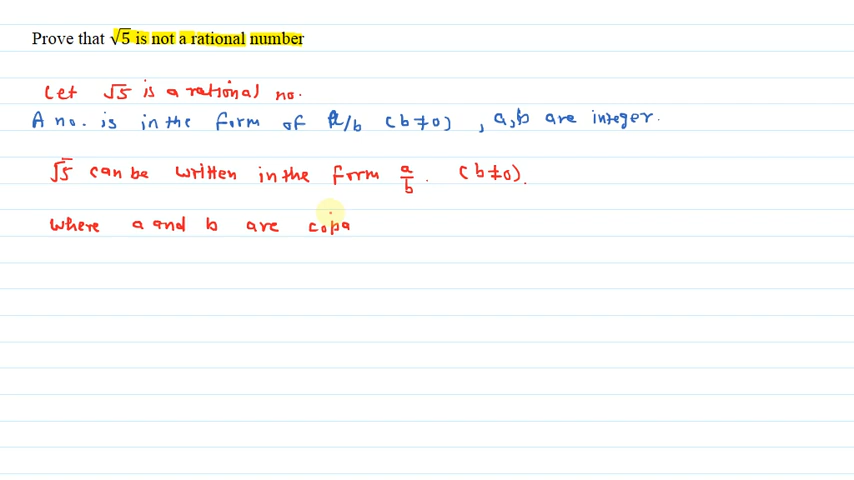 Prove that √5 is not a rational number
Let √5 is a rational no.
A no. is in the form of a/b (b≠0), a,b are integer.
√5 can be written in the form a/b. (b≠0).
where a and b are copa